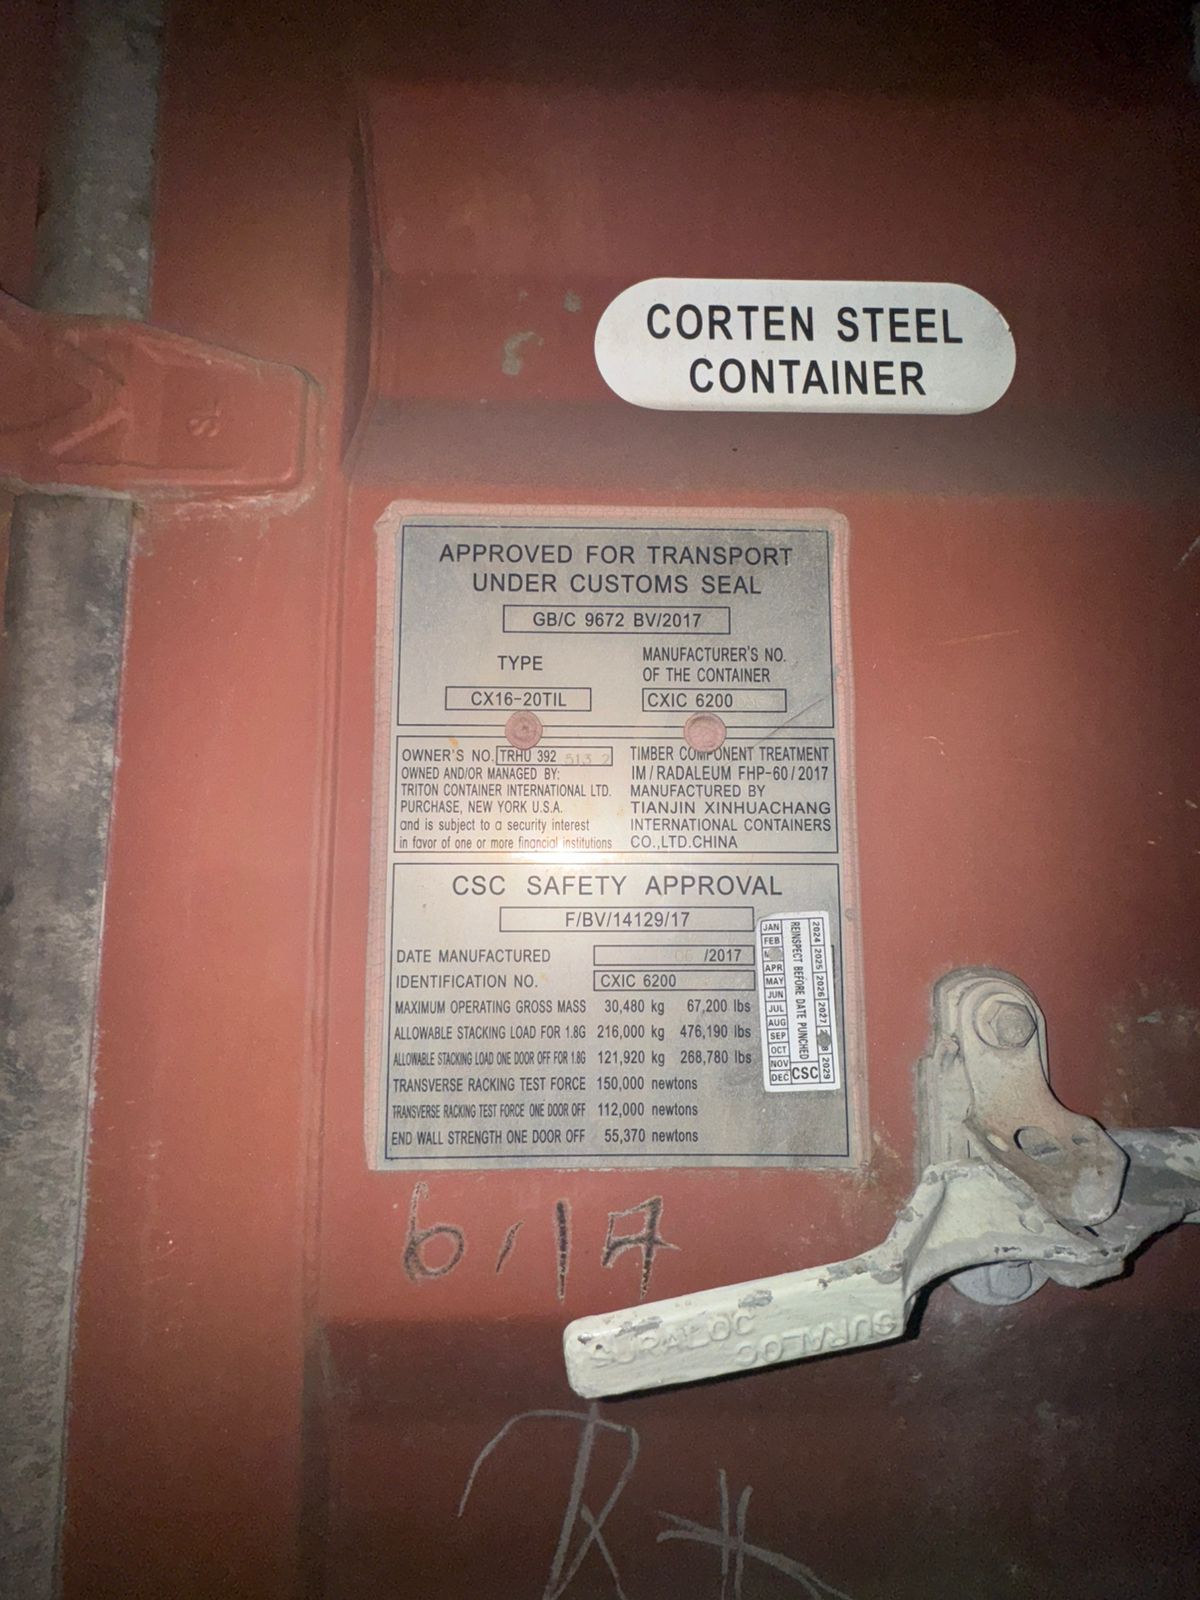 CORTEN STEEL
CONTAINER
APPROVED FOR TRANSPORT
UNDER CUSTOMS SEAL
GB/C 9672 BV/2017
TYPE
CX16-20TIL
MANUFACTURER'S NO.
OF THE CONTAINER
CXIC 6200
OWNER'S NO. TRHU 392 513 2
OWNED AND/OR MANAGED BY:
TRITON CONTAINER INTERNATIONAL LTD.
PURCHASE, NEW YORK U.S.A.
and is subject to a security interest
in favor of one or more financial institutions
TIMBER COMPONENT TREATMENT
IM / RADALEUM FHP-60 / 2017
MANUFACTURED BY
TIANJIN XINHUACHANG
INTERNATIONAL CONTAINERS
CO.,LTD.CHINA
CSC SAFETY APPROVAL
F/BV/14129/17
DATE MANUFACTURED 06 /2017
IDENTIFICATION NO. CXIC 6200
MAXIMUM OPERATING GROSS MASS 30,480 kg 67,200 lbs
ALLOWABLE STACKING LOAD FOR 1.8G 216,000 kg 476,190 lbs
ALLOWABLE STACKING LOAD ONE DOOR OFF FOR 1.8G 121,920 kg 268,780 lbs
TRANSVERSE RACKING TEST FORCE 150,000 newtons
TRANSVERSE RACKING TEST FORCE ONE DOOR OFF 112,000 newtons
END WALL STRENGTH ONE DOOR OFF 55,370 newtons
2024 2025 2026 2027 2029
REINSPECT BEFORE DATE PUNCHED
CSC
JAN
FEB
APR
MAY
JUN
JUL
AUG
SEP
OCT
NOV
DEC
SURALOC
SURALOC